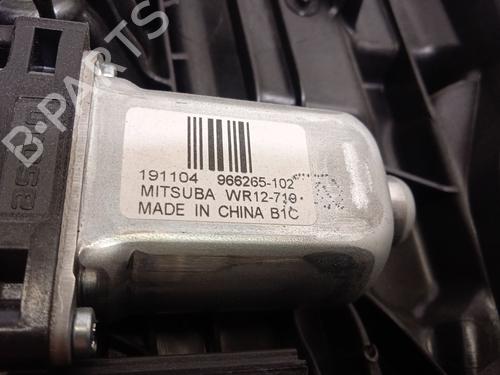 191104 966265-102
MITSUBA WR12-719
MADE IN CHINA B1C
B-PARTS